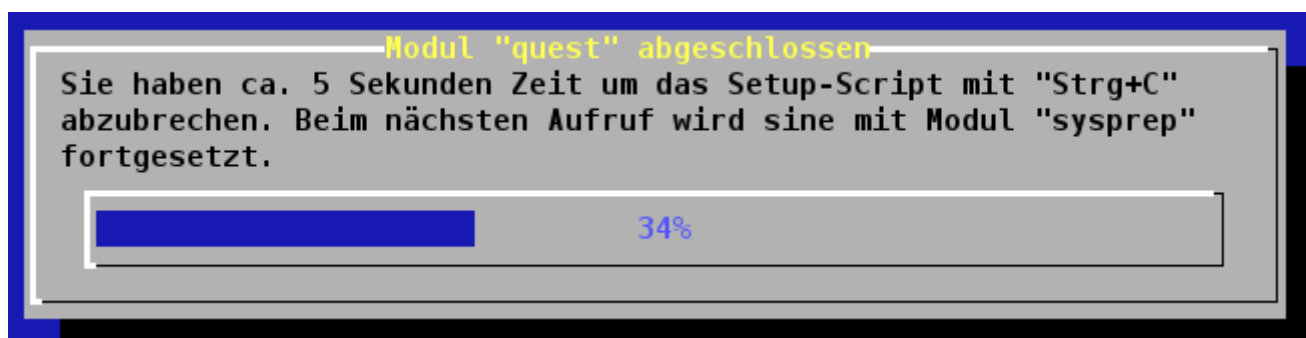 Modul "quest" abgeschlossen
Sie haben ca. 5 Sekunden Zeit um das Setup-Script mit "Strg+C"
abzubrechen. Beim nächsten Aufruf wird sine mit Modul "sysprep"
fortgesetzt.
34%